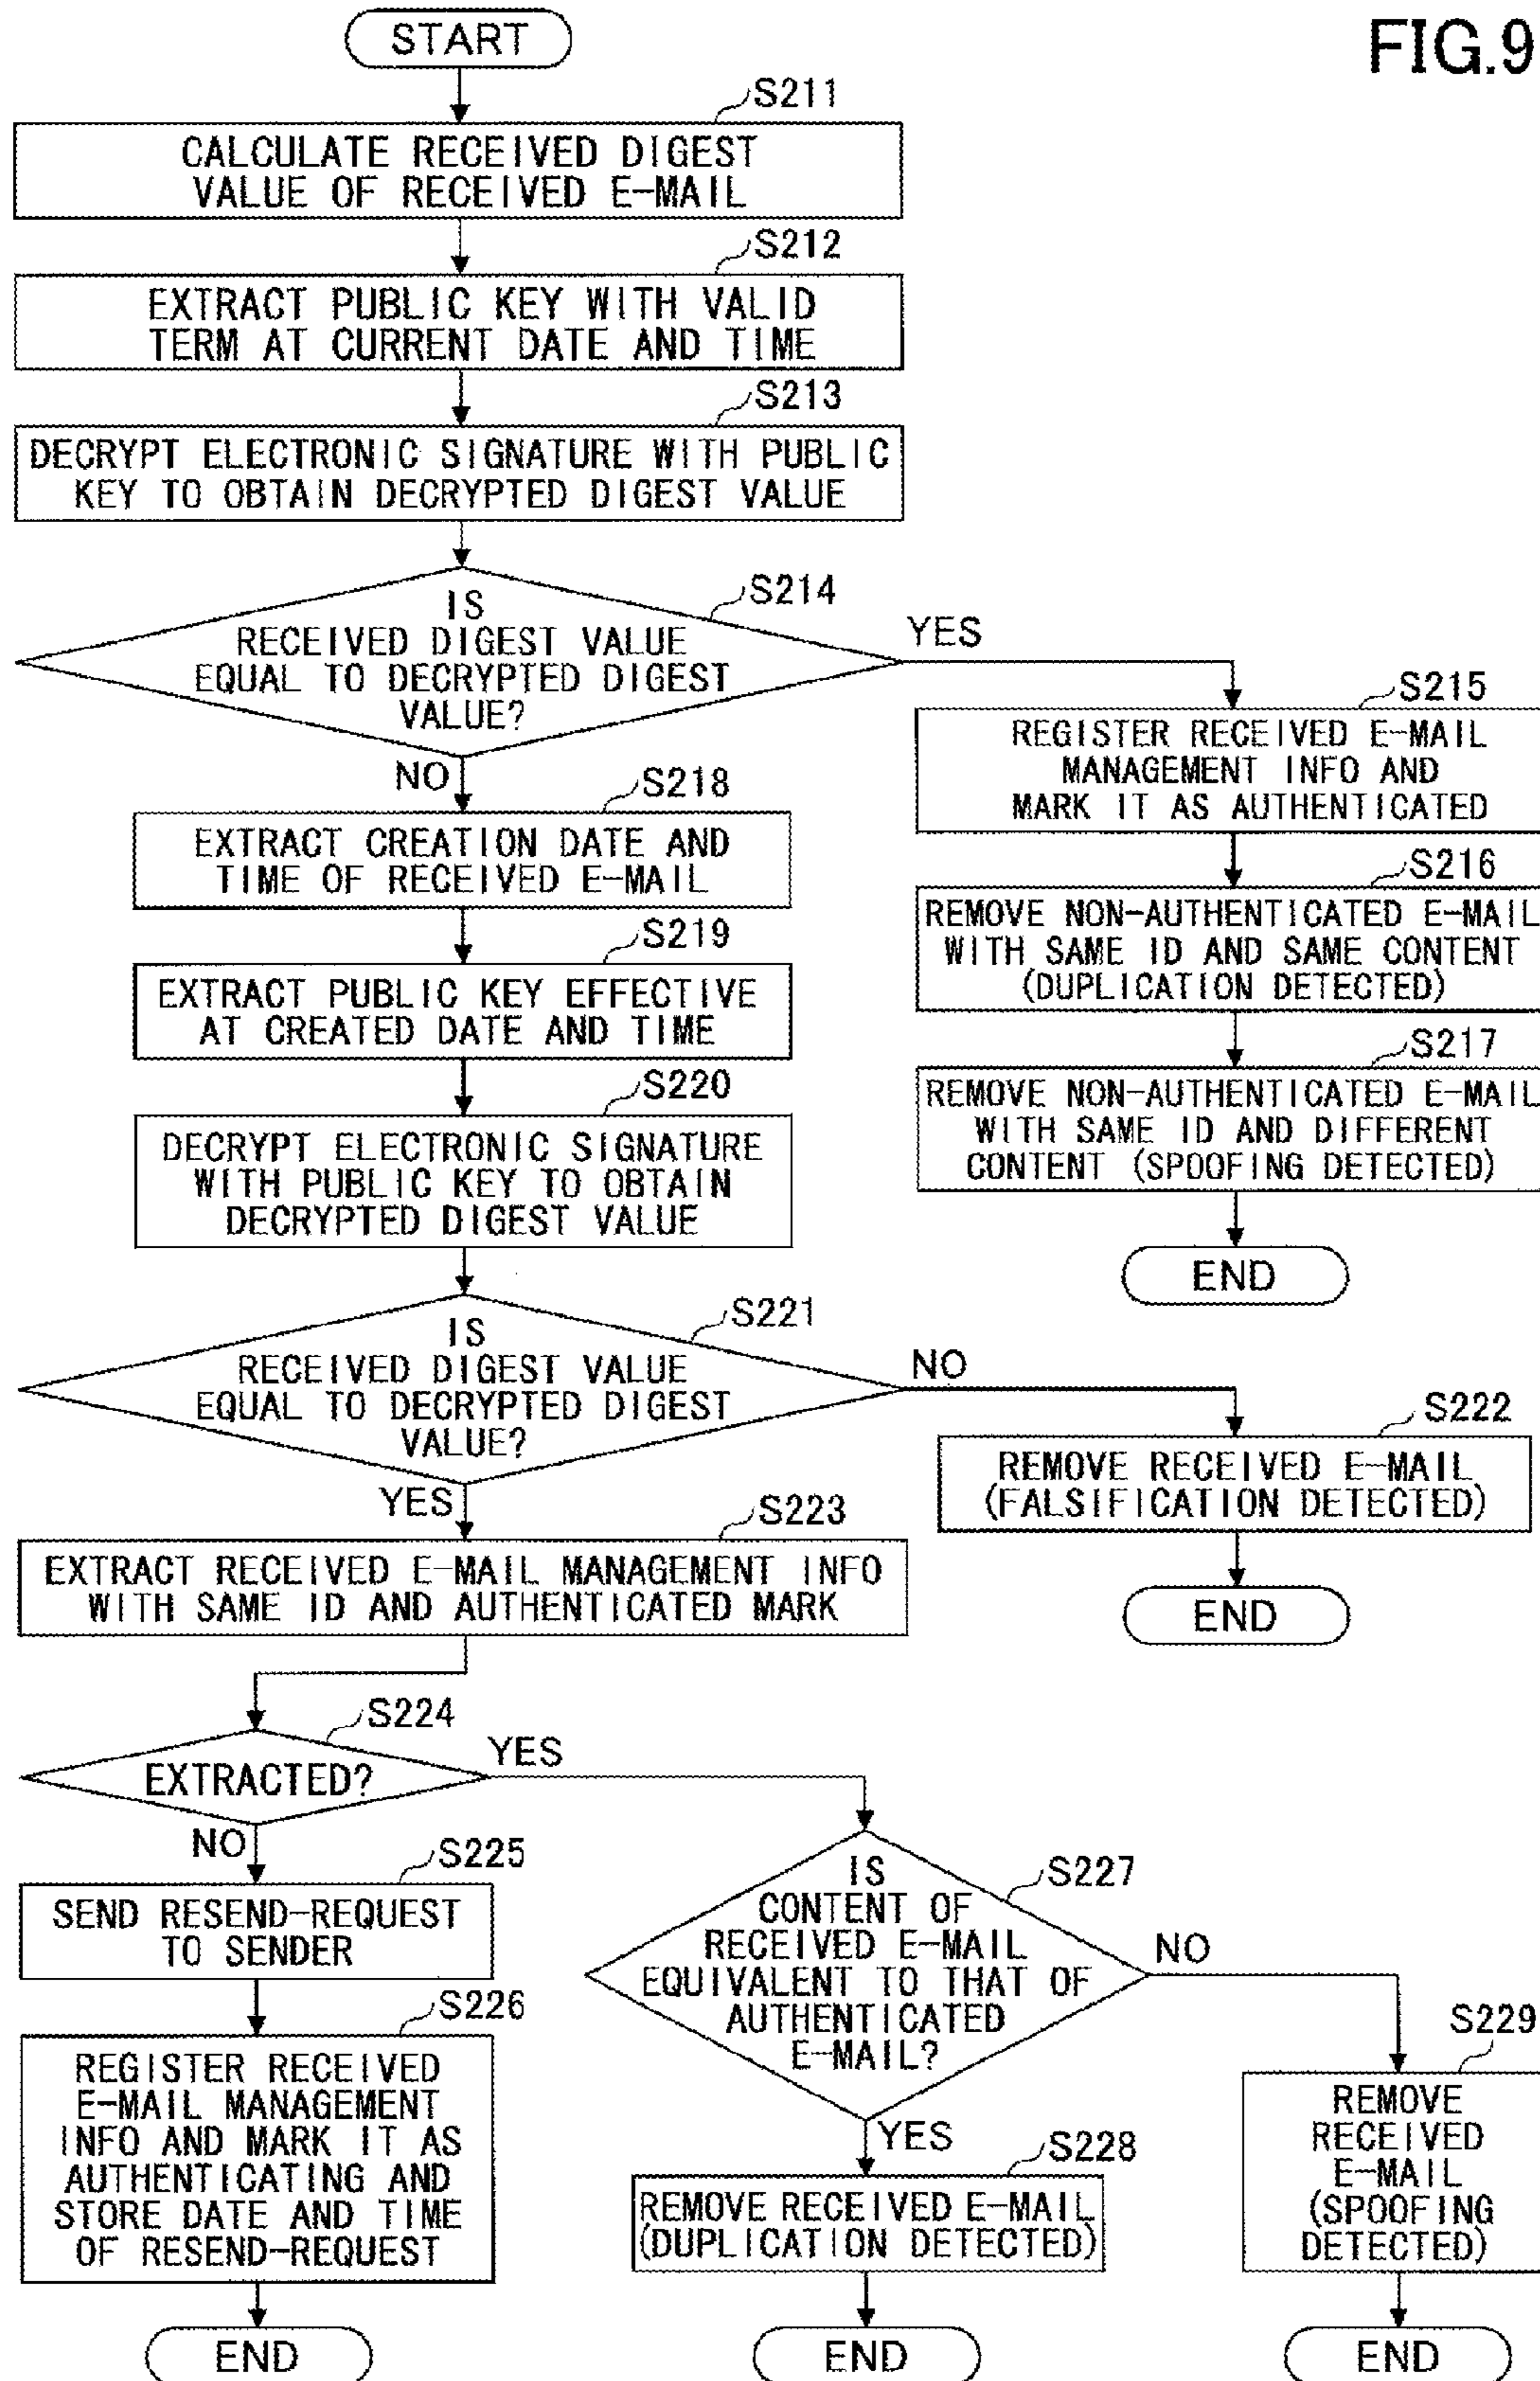 FIG.9
START
S211
CALCULATE RECEIVED DIGEST
VALUE OF RECEIVED E-MAIL
S212
EXTRACT PUBLIC KEY WITH VALID
TERM AT CURRENT DATE AND TIME
S213
DECRYPT ELECTRONIC SIGNATURE WITH PUBLIC
KEY TO OBTAIN DECRYPTED DIGEST VALUE
S214
IS
RECEIVED DIGEST VALUE
EQUAL TO DECRYPTED DIGEST
VALUE?
YES
S215
REGISTER RECEIVED E-MAIL
MANAGEMENT INFO AND
MARK IT AS AUTHENTICATED
S216
REMOVE NON-AUTHENTICATED E-MAIL
WITH SAME ID AND SAME CONTENT
(DUPLICATION DETECTED)
S217
REMOVE NON-AUTHENTICATED E-MAIL
WITH SAME ID AND DIFFERENT
CONTENT (SPOOFING DETECTED)
END
NO
S218
EXTRACT CREATION DATE AND
TIME OF RECEIVED E-MAIL
S219
EXTRACT PUBLIC KEY EFFECTIVE
AT CREATED DATE AND TIME
S220
DECRYPT ELECTRONIC SIGNATURE
WITH PUBLIC KEY TO OBTAIN
DECRYPTED DIGEST VALUE
S221
IS
RECEIVED DIGEST VALUE
EQUAL TO DECRYPTED DIGEST
VALUE?
NO
S222
REMOVE RECEIVED E-MAIL
(FALSIFICATION DETECTED)
END
YES
S223
EXTRACT RECEIVED E-MAIL MANAGEMENT INFO
WITH SAME ID AND AUTHENTICATED MARK
S224
EXTRACTED?
YES
NO
S225
SEND RESEND-REQUEST
TO SENDER
S226
REGISTER RECEIVED
E-MAIL MANAGEMENT
INFO AND MARK IT AS
AUTHENTICATING AND
STORE DATE AND TIME
OF RESEND-REQUEST
END
S227
IS
CONTENT OF
RECEIVED E-MAIL
EQUIVALENT TO THAT OF
AUTHENTICATED
E-MAIL?
NO
YES
S228
REMOVE RECEIVED E-MAIL
(DUPLICATION DETECTED)
END
S229
REMOVE
RECEIVED
E-MAIL
(SPOOFING
DETECTED)
END